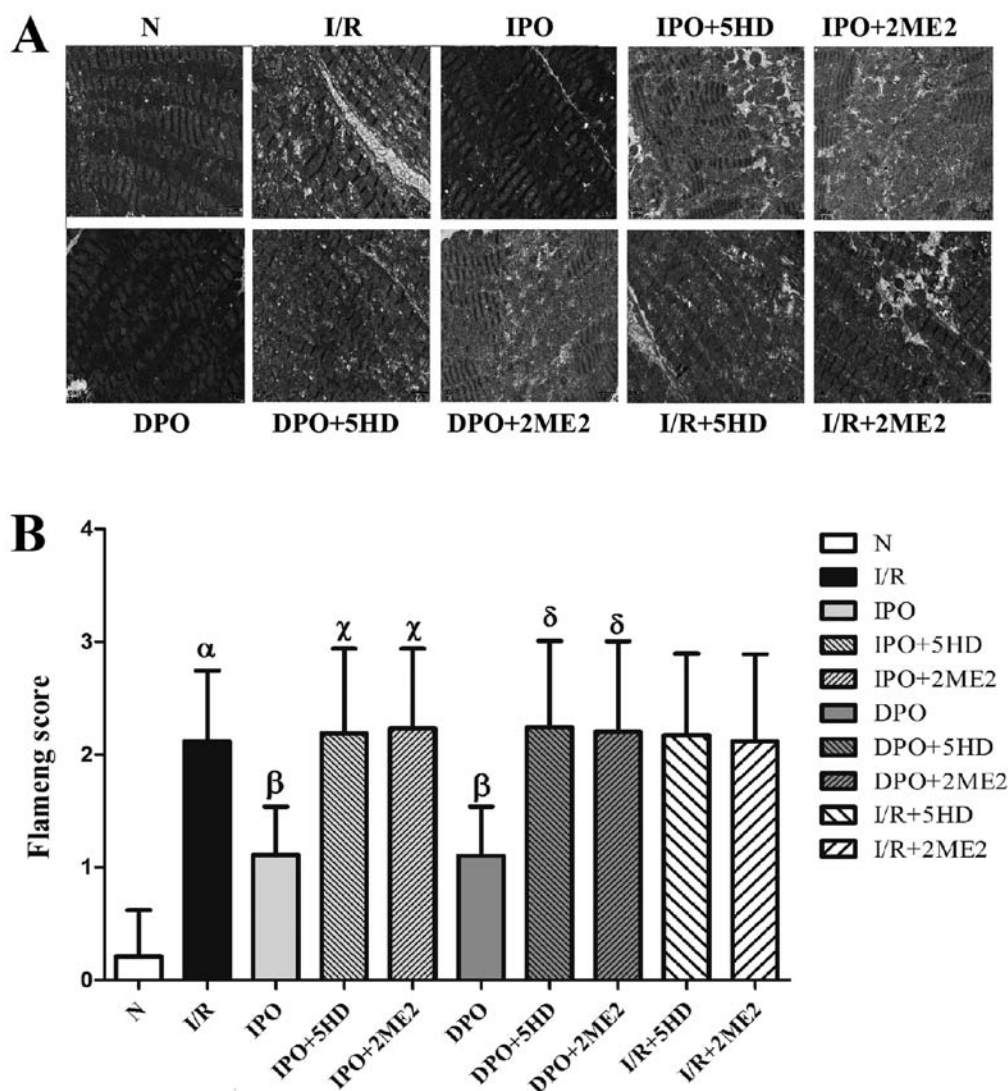 A
N I/R IPO IPO+5HD IPO+2ME2
DPO DPO+5HD DPO+2ME2 I/R+5HD I/R+2ME2
B
Flameng score
4
3
2
1
0
α
β
χ
χ
β
δ
δ
N
I/R
IPO
IPO+5HD
IPO+2ME2
DPO
DPO+5HD
DPO+2ME2
I/R+5HD
I/R+2ME2
N
I/R
IPO
IPO+5HD
IPO+2ME2
DPO
DPO+5HD
DPO+2ME2
I/R+5HD
I/R+2ME2